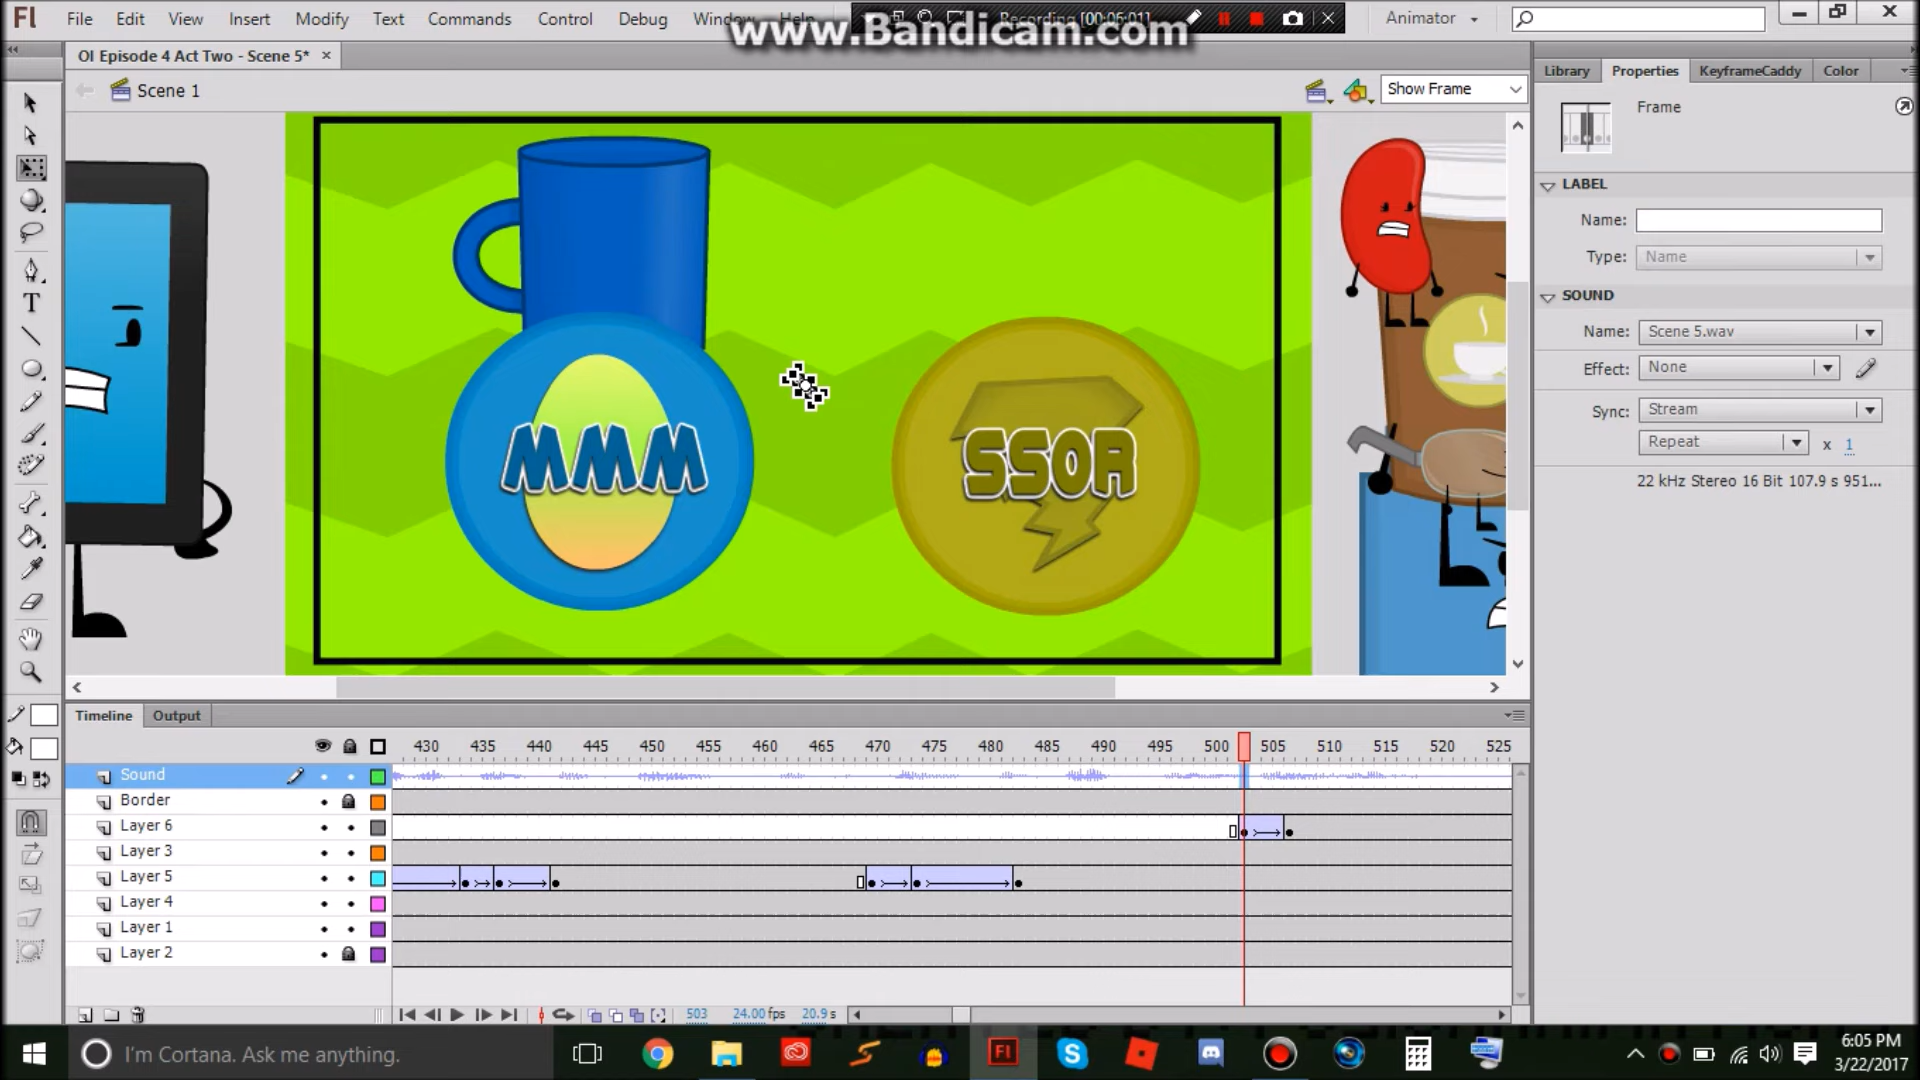 File Edit View Insert Modify Text Commands Control Debug Window Help
Recording [00:06:01]
www.Bandicam.com
Animator
OI Episode 4 Act Two - Scene 5*
Scene 1
Show Frame
Library Properties KeyframeCaddy Color
Frame
LABEL
Name:
Type: Name
SOUND
Name: Scene 5.wav
Effect: None
Sync: Stream
Repeat x 1
22 kHz Stereo 16 Bit 107.9 s 951...
MMM
SSOR
Timeline Output
430 435 440 445 450 455 460 465 470 475 480 485 490 495 500 505 510 515 520 525
Sound
Border
Layer 6
Layer 3
Layer 5
Layer 4
Layer 1
Layer 2
503 24.00 fps 20.9 s
I'm Cortana. Ask me anything.
6:05 PM
3/22/2017